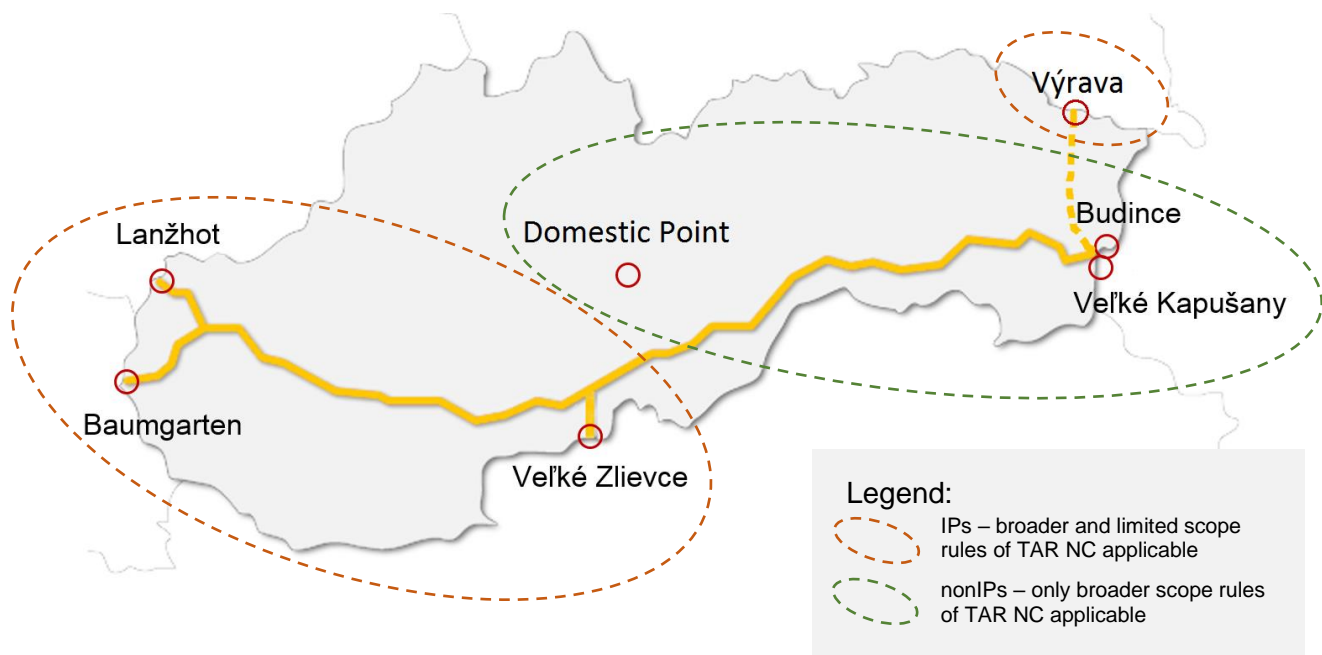 Výrava
Budince
Lanžhot
Domestic Point
Veľké Kapušany
Baumgarten
Veľké Zlievce
Legend:
IPs – broader and limited scope
rules of TAR NC applicable
nonIPs – only broader scope rules
of TAR NC applicable